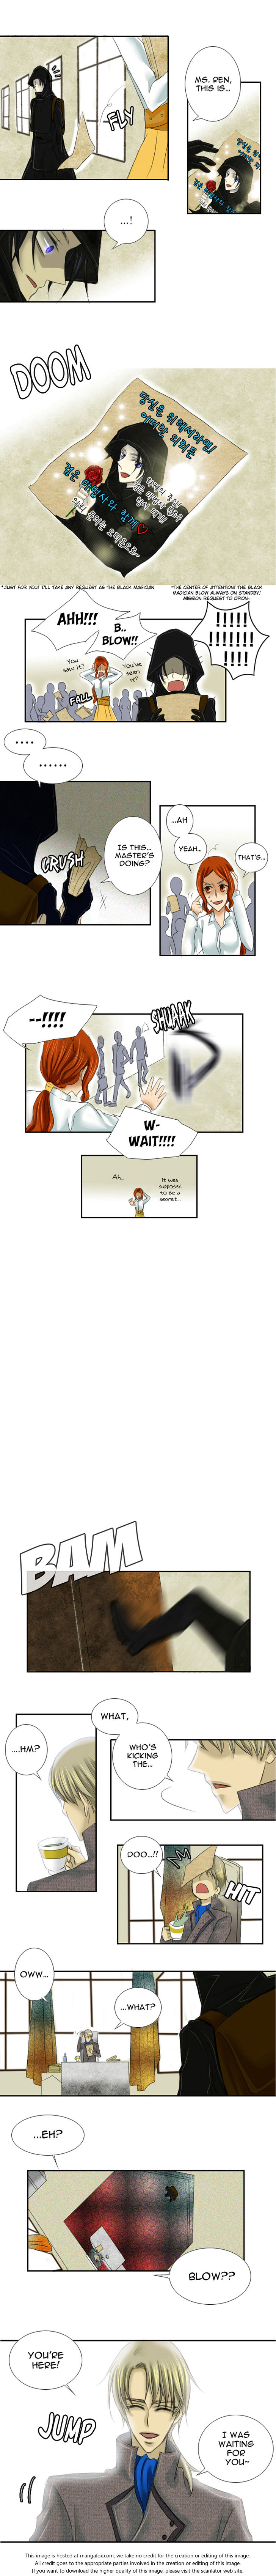 FLY
MS. REN,
THIS IS...
...!
DOOM
*JUST FOR YOU! I'LL TAKE ANY REQUEST AS THE BLACK MAGICIAN.
*THE CENTER OF ATTENTION! THE BLACK
MAGICIAN BLOW ALWAYS ON STANDBY!
MISSION REQUEST TO OPION~
AHH!!!
B..
BLOW!!
You
saw it?
You've
seen
it?
FALL
!!!!!
!!!!!!
!!!!
....
......
CRUSH
IS THIS...
MASTER'S
DOING?
...AH
YEAH...
THAT'S...
--!!!!
SHUAAK
W-
WAIT!!!!
Ah..
It was
supposed
to be a
secret...
BAM
....HM?
WHAT,
WHO'S
KICKING
THE...
DOO..!!
HIT
OWW...
...WHAT?
...EH?
BLOW??
YOU'RE
HERE!
JUMP
I WAS
WAITING
FOR
YOU~
This image is hosted at mangafox.com, we take no credit for the creation or editing of this image.
All credit goes to the appropriate parties involved in the creation or editing of this image.
If you want to download the higher quality of this image, please visit the scanlator web site.